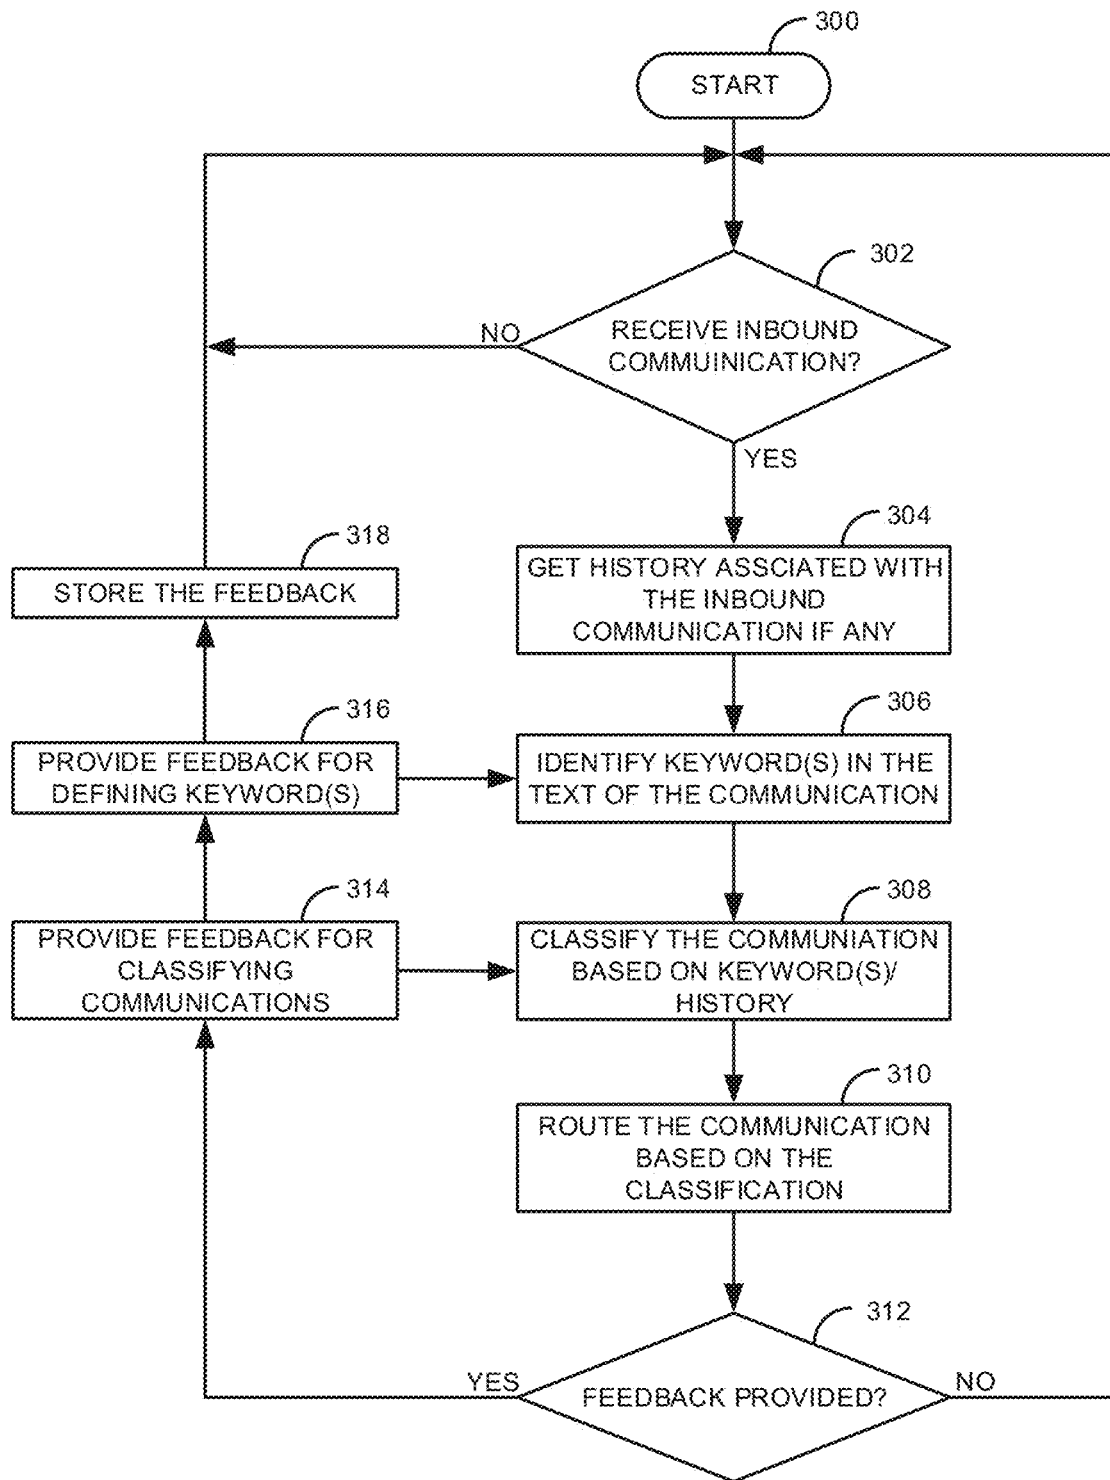 300
START
302
RECEIVE INBOUND
COMMUINICATION?
NO
YES
304
GET HISTORY ASSCIATED WITH
THE INBOUND
COMMUNICATION IF ANY
318
STORE THE FEEDBACK
306
IDENTIFY KEYWORD(S) IN THE
TEXT OF THE COMMUNICATION
316
PROVIDE FEEDBACK FOR
DEFINING KEYWORD(S)
308
CLASSIFY THE COMMUNIATION
BASED ON KEYWORD(S)/
HISTORY
314
PROVIDE FEEDBACK FOR
CLASSIFYING
COMMUNICATIONS
310
ROUTE THE COMMUNICATION
BASED ON THE
CLASSIFICATION
312
FEEDBACK PROVIDED?
YES
NO